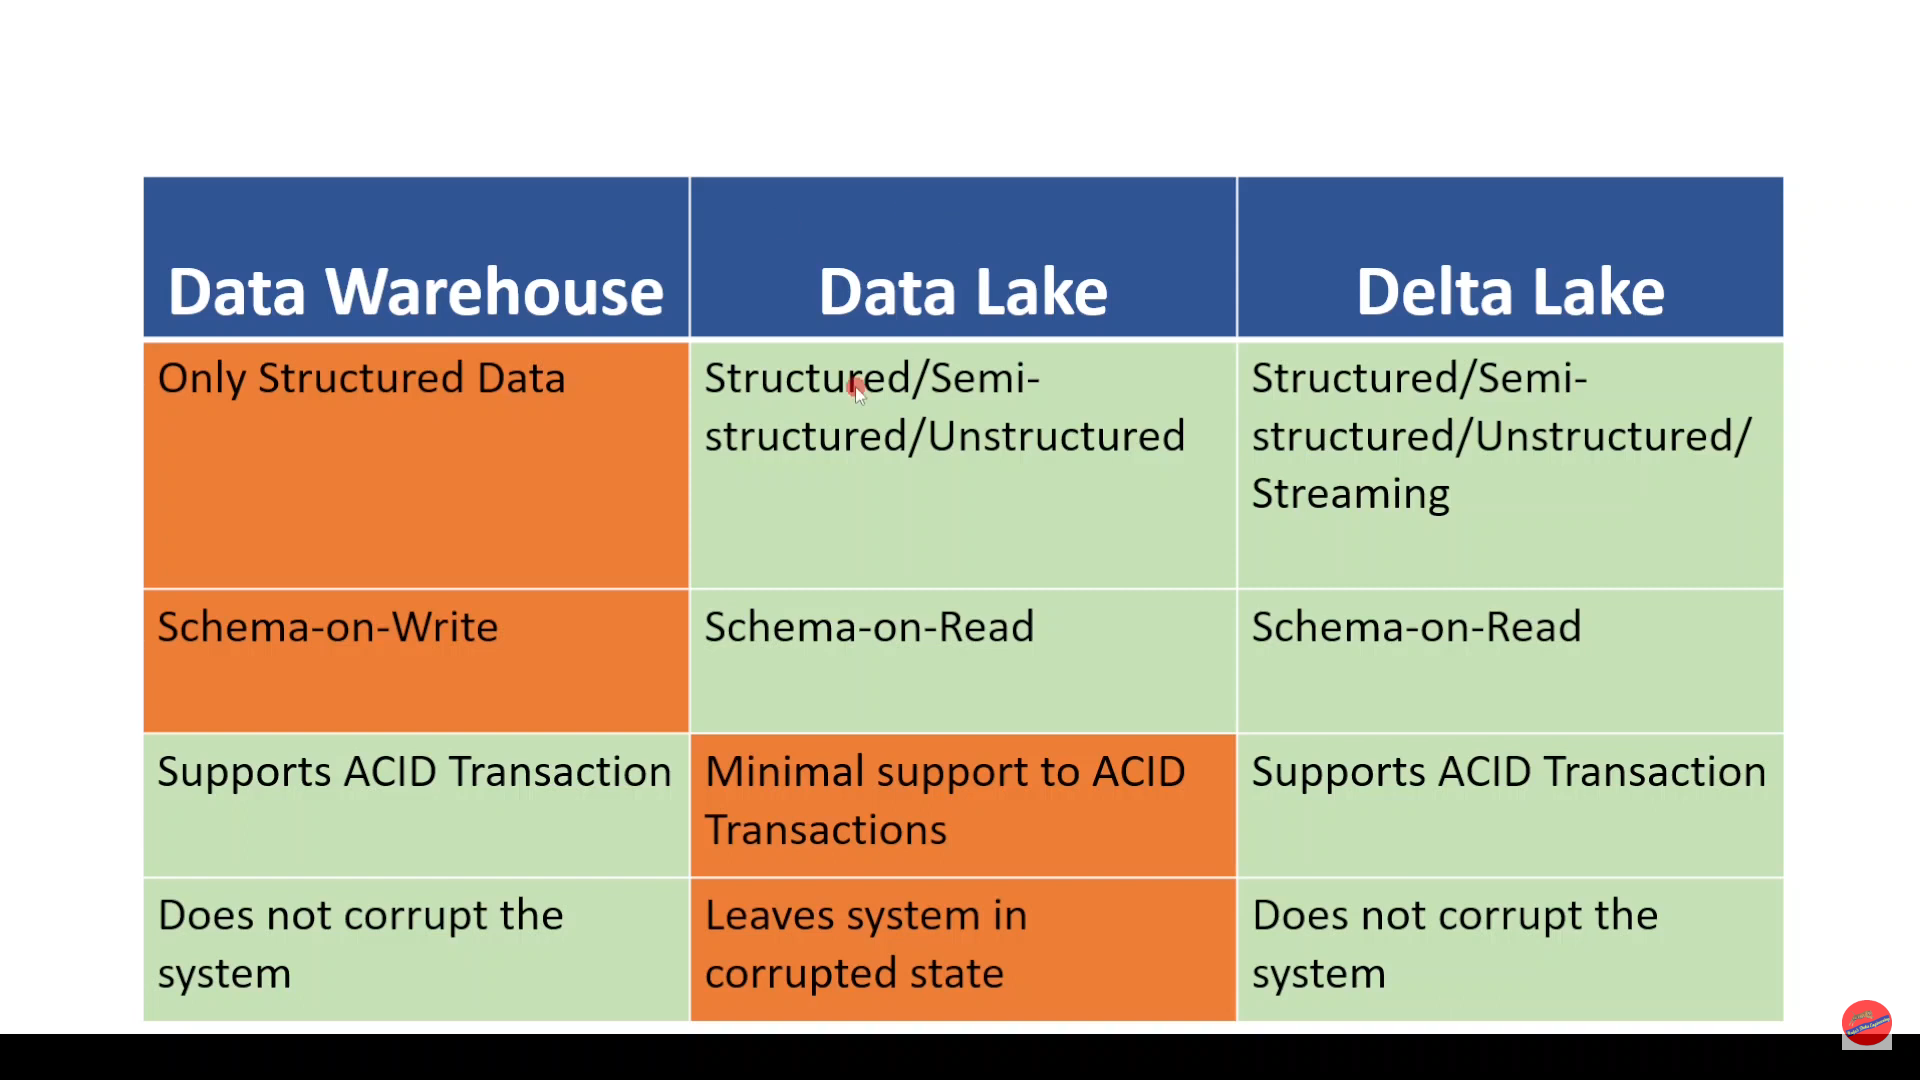 Data Warehouse
Data Lake
Delta Lake
Only Structured Data
Structured/Semi-
structured/Unstructured
Structured/Semi-
structured/Unstructured/
Streaming
Schema-on-Write
Schema-on-Read
Schema-on-Read
Supports ACID Transaction
Minimal support to ACID
Transactions
Supports ACID Transaction
Does not corrupt the
system
Leaves system in
corrupted state
Does not corrupt the
system